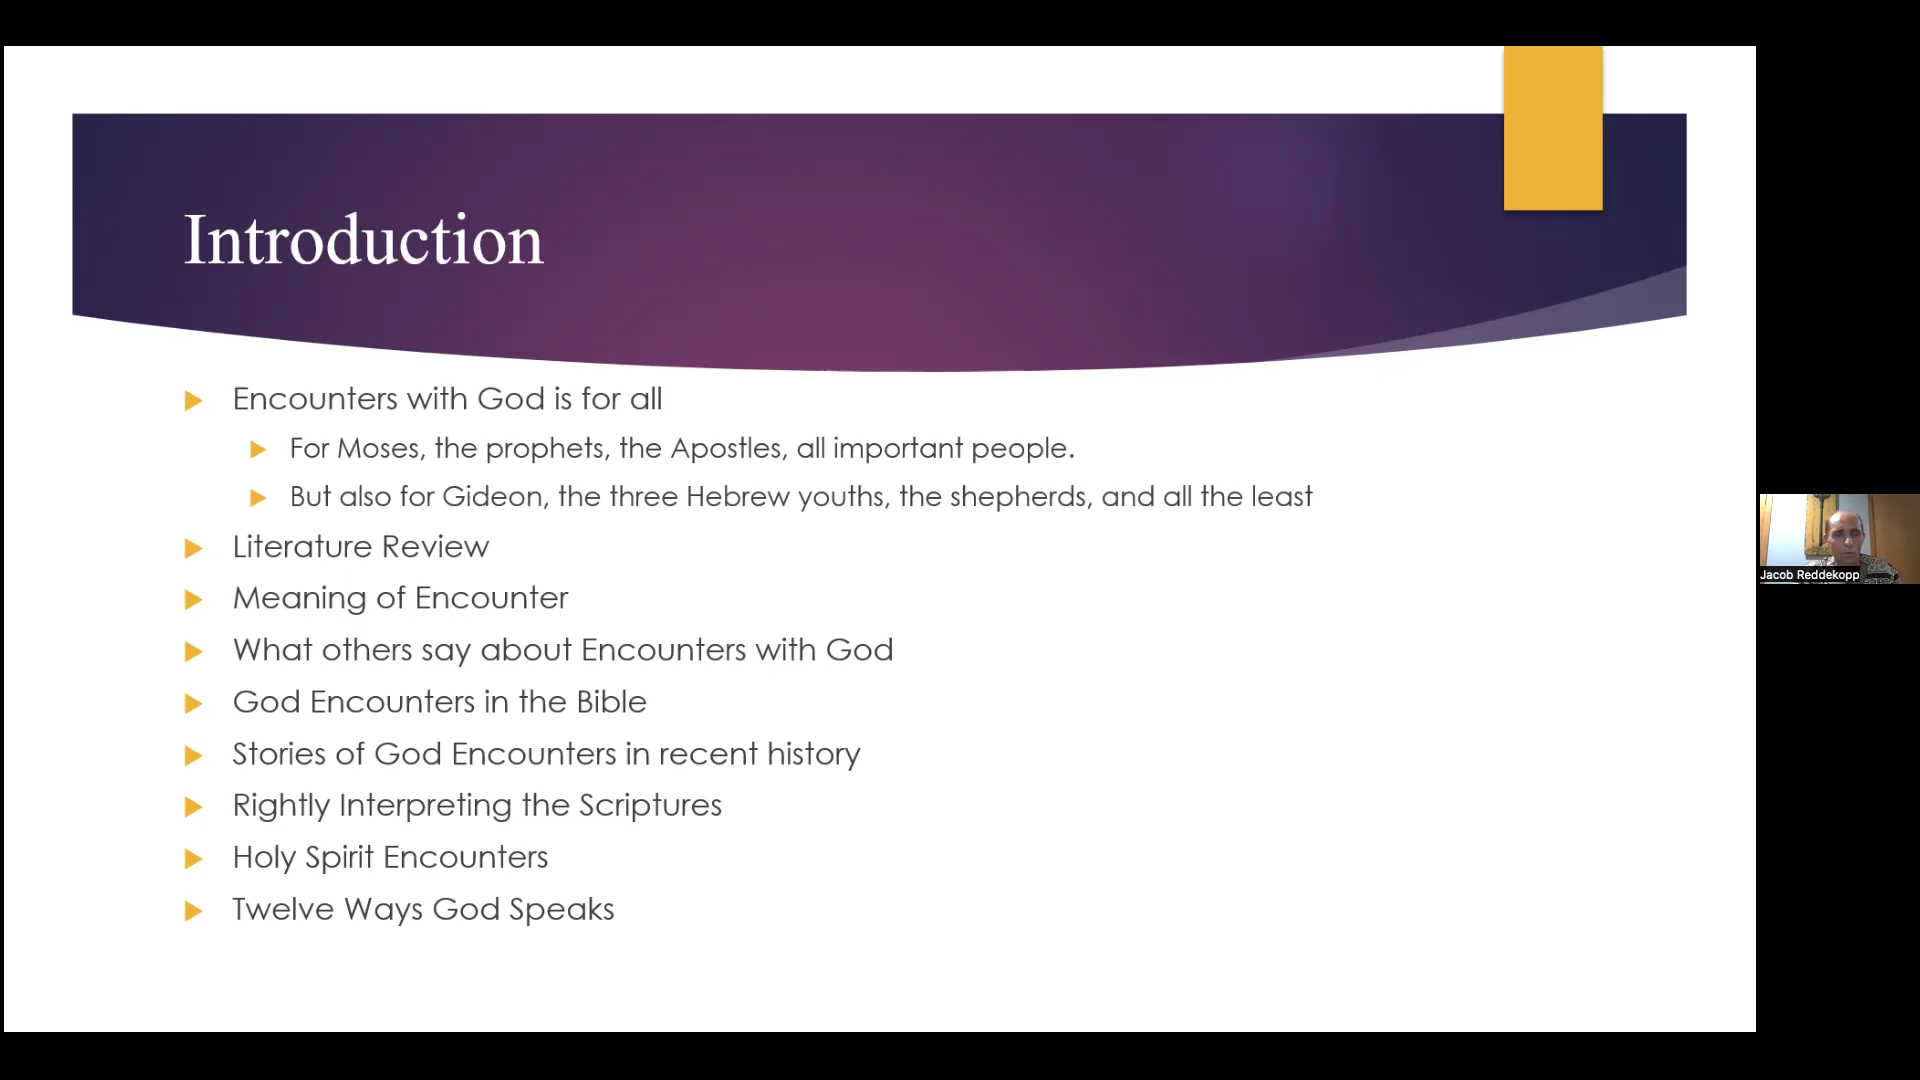 Introduction
Encounters with God is for all
For Moses, the prophets, the Apostles, all important people.
But also for Gideon, the three Hebrew youths, the shepherds, and all the least
Literature Review
Meaning of Encounter
What others say about Encounters with God
God Encounters in the Bible
Stories of God Encounters in recent history
Rightly Interpreting the Scriptures
Holy Spirit Encounters
Twelve Ways God Speaks
Jacob Reddekopp